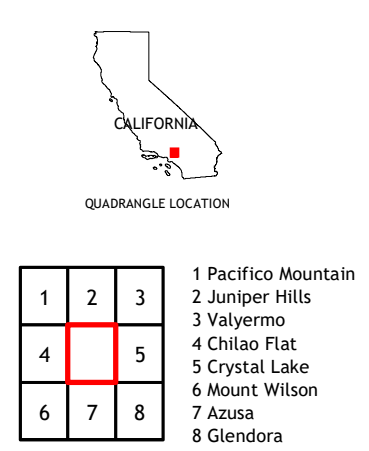 CALIFORNIA
QUADRANGLE LOCATION
1 2 3
4 5
6 7 8
1 Pacifico Mountain
2 Juniper Hills
3 Valyermo
4 Chilao Flat
5 Crystal Lake
6 Mount Wilson
7 Azusa
8 Glendora